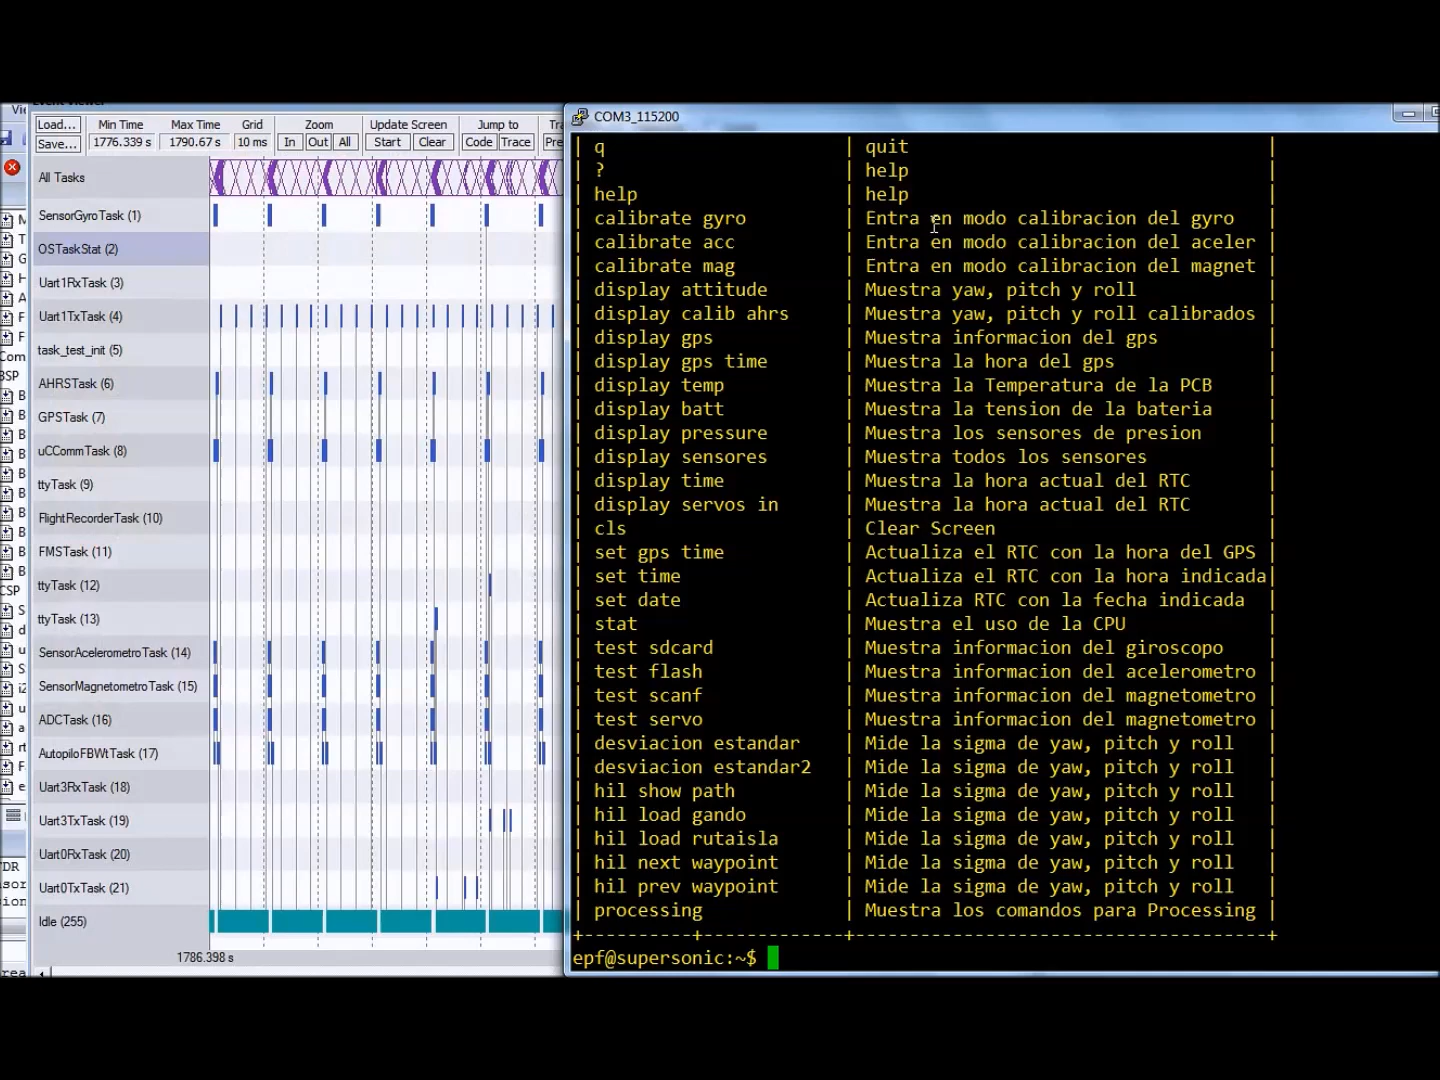 Event Viewer
Load...
Save...
Min Time
1776.339 s
Max Time
1790.67 s
Grid
10 ms
Zoom
In Out All
Update Screen
Start Clear
Jump to
Code Trace
All Tasks
SensorGyroTask (1)
OSTaskStat (2)
Uart1RxTask (3)
Uart1TxTask (4)
task_test_init (5)
AHRSTask (6)
GPSTask (7)
uCCommTask (8)
ttyTask (9)
FlightRecorderTask (10)
FMSTask (11)
ttyTask (12)
ttyTask (13)
SensorAcelerometroTask (14)
SensorMagnetometroTask (15)
ADCTask (16)
AutopiloFBWtTask (17)
Uart3RxTask (18)
Uart3TxTask (19)
Uart0RxTask (20)
Uart0TxTask (21)
Idle (255)
1786.398 s
COM3_115200
| q | quit |
| ? | help |
| help | help |
| calibrate gyro | Entra en modo calibracion del gyro |
| calibrate acc | Entra en modo calibracion del aceler |
| calibrate mag | Entra en modo calibracion del magnet |
| display attitude | Muestra yaw, pitch y roll |
| display calib ahrs | Muestra yaw, pitch y roll calibrados |
| display gps | Muestra informacion del gps |
| display gps time | Muestra la hora del gps |
| display temp | Muestra la Temperatura de la PCB |
| display batt | Muestra la tension de la bateria |
| display pressure | Muestra los sensores de presion |
| display sensores | Muestra todos los sensores |
| display time | Muestra la hora actual del RTC |
| display servos in | Muestra la hora actual del RTC |
| cls | Clear Screen |
| set gps time | Actualiza el RTC con la hora del GPS |
| set time | Actualiza el RTC con la hora indicada|
| set date | Actualiza RTC con la fecha indicada |
| stat | Muestra el uso de la CPU |
| test sdcard | Muestra informacion del giroscopo |
| test flash | Muestra informacion del acelerometro |
| test scanf | Muestra informacion del magnetometro |
| test servo | Muestra informacion del magnetometro |
| desviacion estandar | Mide la sigma de yaw, pitch y roll |
| desviacion estandar2 | Mide la sigma de yaw, pitch y roll |
| hil show path | Mide la sigma de yaw, pitch y roll |
| hil load gando | Mide la sigma de yaw, pitch y roll |
| hil load rutaisla | Mide la sigma de yaw, pitch y roll |
| hil next waypoint | Mide la sigma de yaw, pitch y roll |
| hil prev waypoint | Mide la sigma de yaw, pitch y roll |
| processing | Muestra los comandos para Processing |
+----------+-------------+--------------------------------------+
epf@supersonic:~$